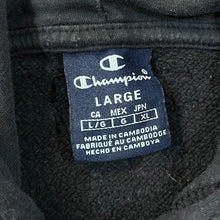 Champion
LARGE
CA MEX JPN
L/G G XL
MADE IN CAMBODIA
FABRIQUÉ AU CAMBODGE
HECHO EN CAMBOYA